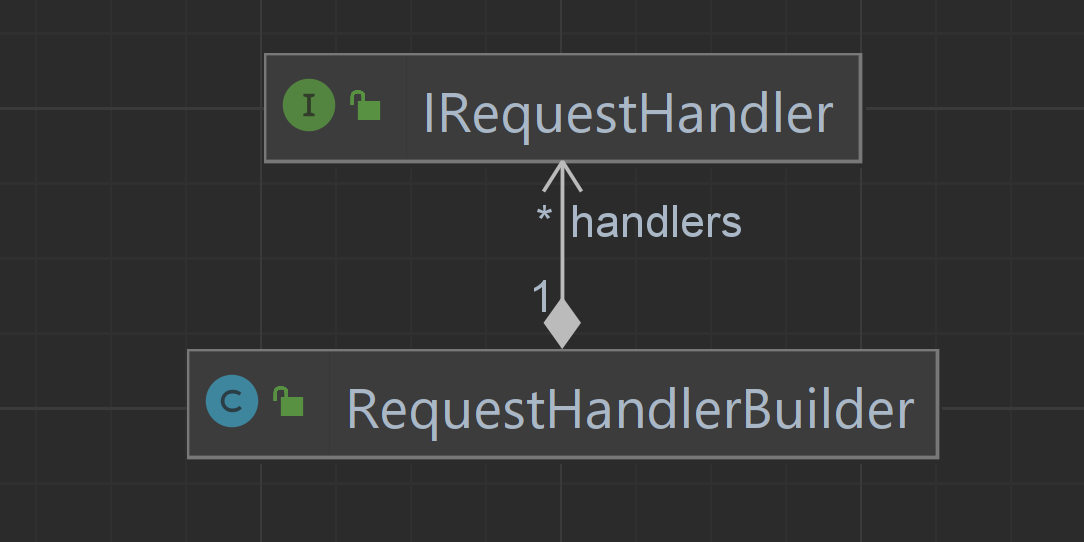 I IRequestHandler
* handlers
1
C RequestHandlerBuilder